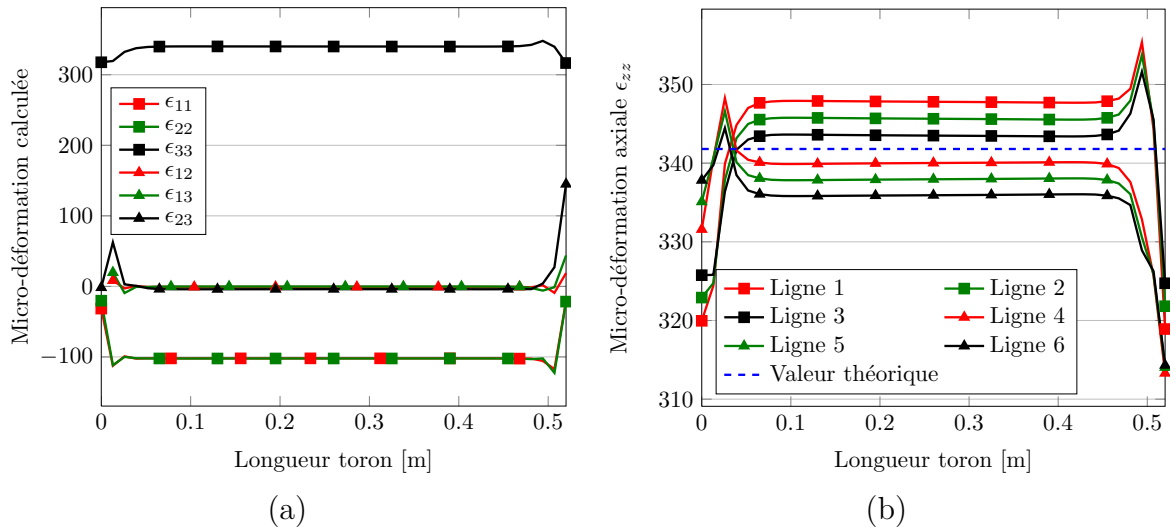 Micro-déformation calculée
300
200
100
0
−100
ϵ11
ϵ22
ϵ33
ϵ12
ϵ13
ϵ23
0 0.1 0.2 0.3 0.4 0.5
Longueur toron [m]
(a)
Micro-déformation axiale ϵzz
350
340
330
320
310
Ligne 1 Ligne 2
Ligne 3 Ligne 4
Ligne 5 Ligne 6
Valeur théorique
0 0.1 0.2 0.3 0.4 0.5
Longueur toron [m]
(b)